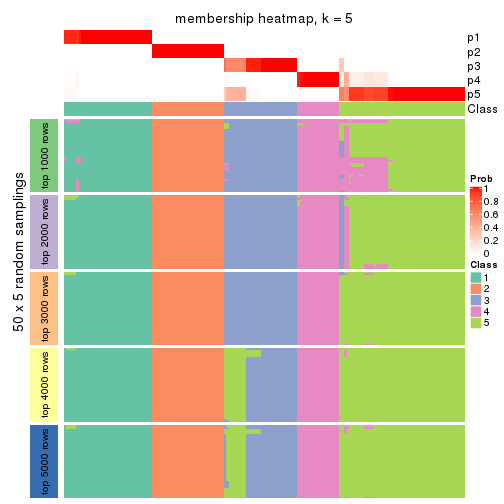 membership heatmap, k = 5
p1
p2
p3
p4
p5
Class
50 x 5 random samplings
top 1000 rows
top 2000 rows
top 3000 rows
top 4000 rows
top 5000 rows
Prob
1
0.8
0.6
0.4
0.2
0
Class
1
2
3
4
5